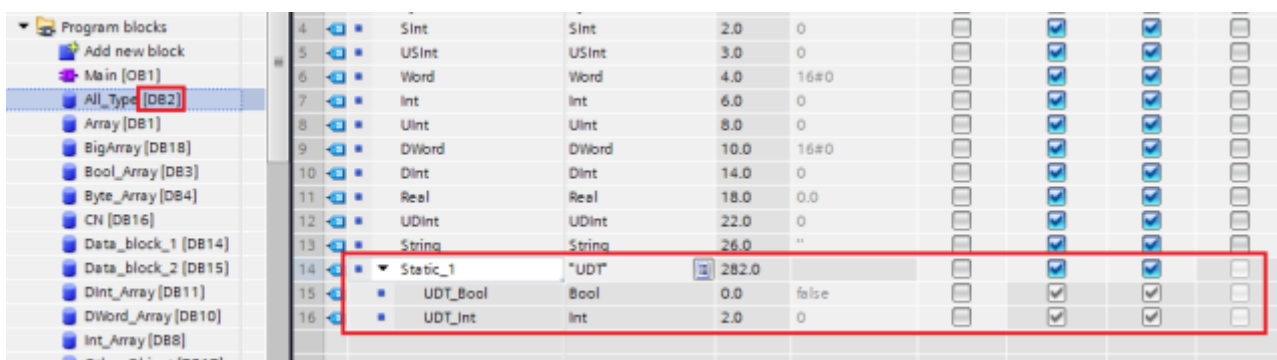 Program blocks
Add new block
Main [OB1]
All_Type [DB2]
Array [DB1]
BigArray [DB18]
Bool_Array [DB3]
Byte_Array [DB4]
CN [DB16]
Data_block_1 [DB14]
Data_block_2 [DB15]
DInt_Array [DB11]
DWord_Array [DB10]
Int_Array [DB8]
4 SInt SInt 2.0 0
5 USInt USInt 3.0 0
6 Word Word 4.0 16#0
7 Int Int 6.0 0
8 UInt UInt 8.0 0
9 DWord DWord 10.0 16#0
10 DInt DInt 14.0 0
11 Real Real 18.0 0.0
12 UDInt UDInt 22.0 0
13 String String 26.0 ''
14 Static_1 "UDT" 282.0
15 UDT_Bool Bool 0.0 false
16 UDT_Int Int 2.0 0